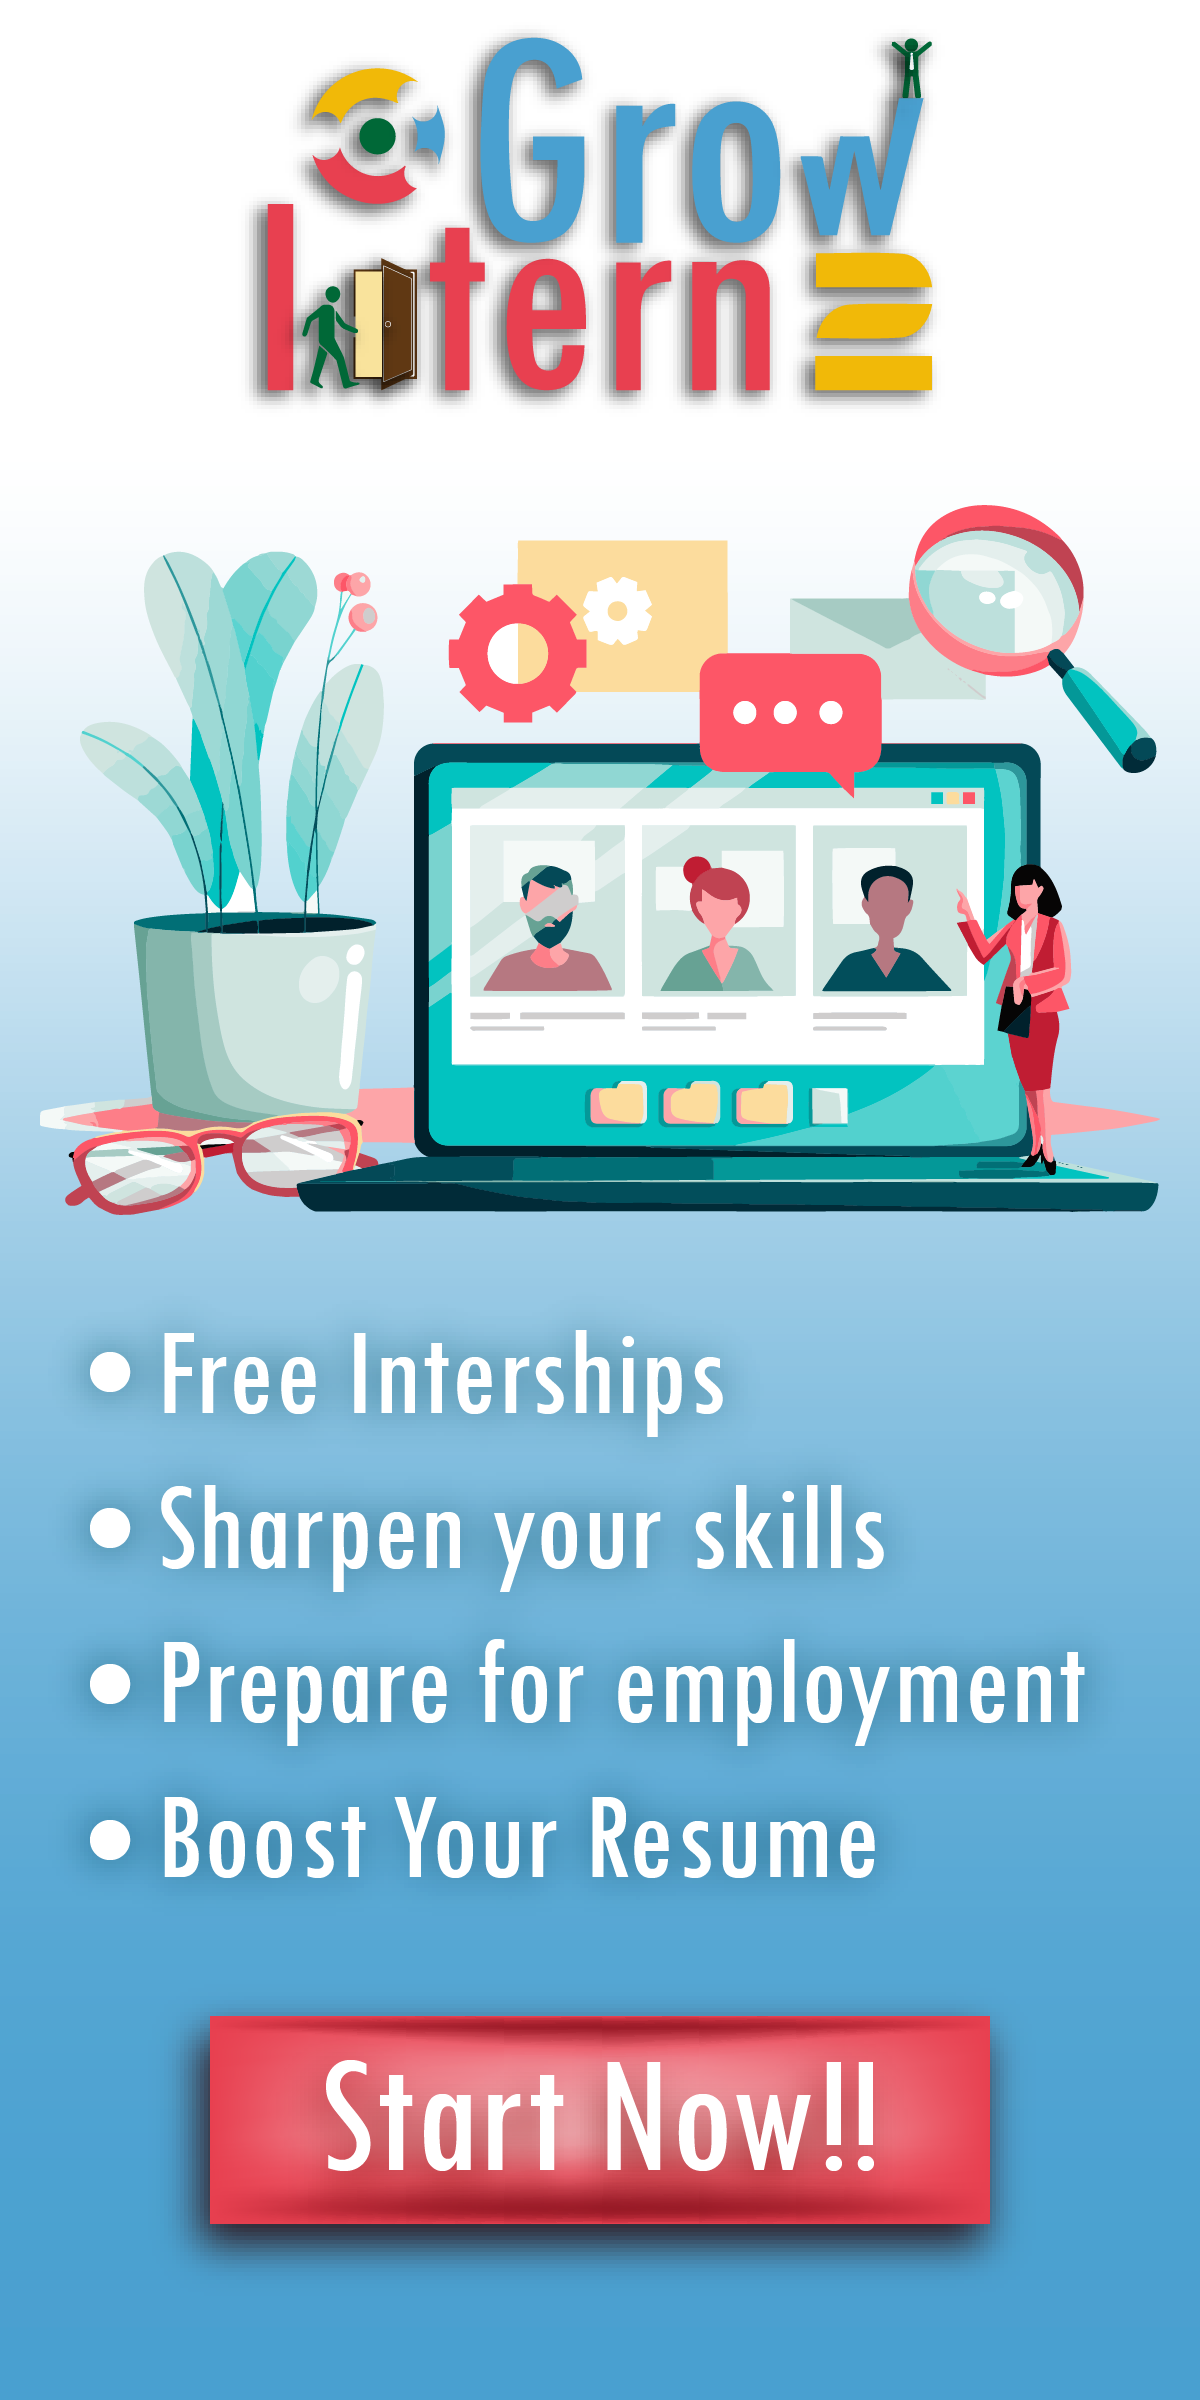 Grow
Intern
• Free Interships
• Sharpen your skills
• Prepare for employment
• Boost Your Resume
Start Now!!